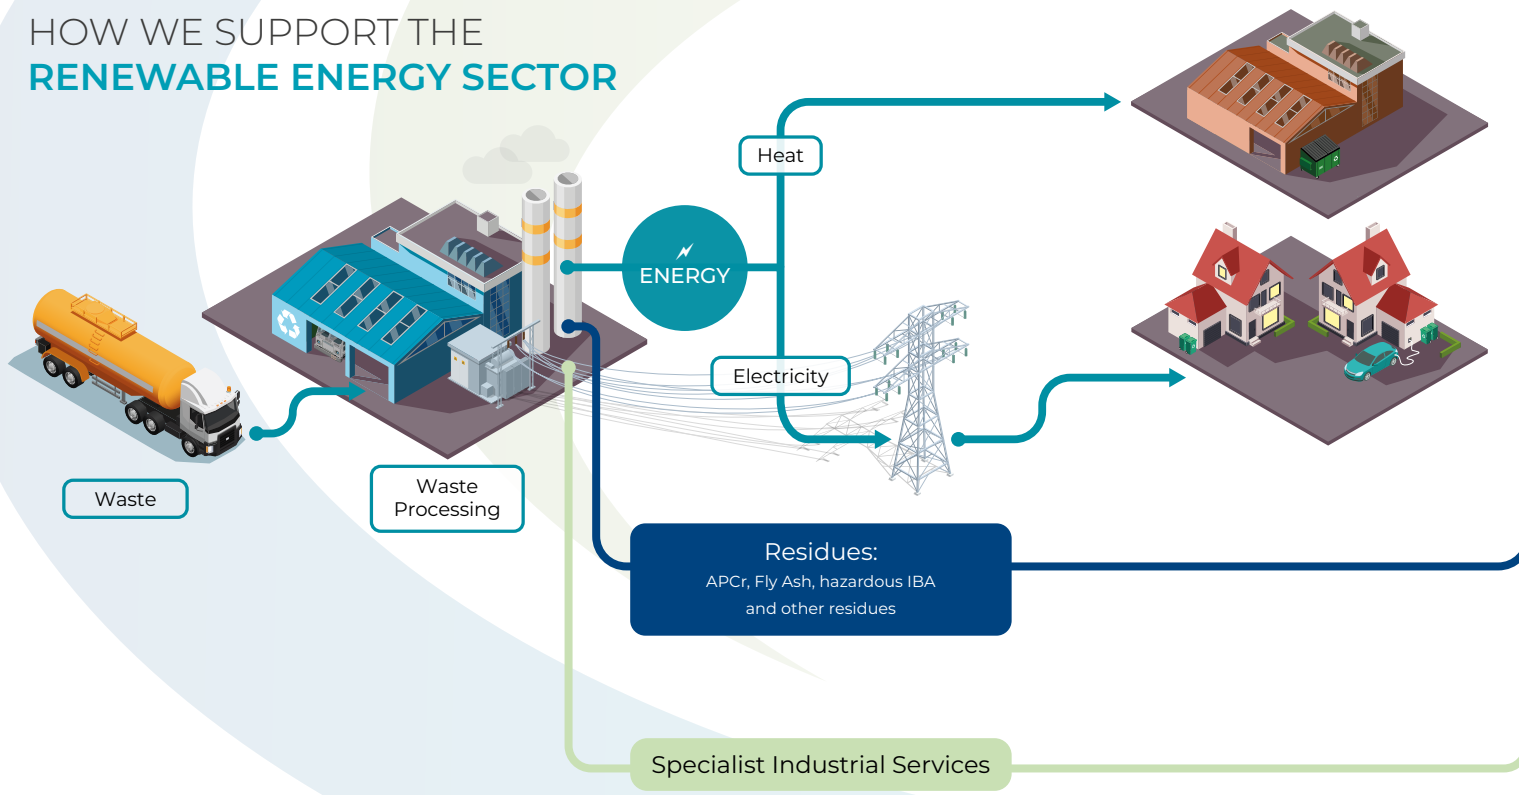 HOW WE SUPPORT THE
RENEWABLE ENERGY SECTOR
Heat
ENERGY
Electricity
Waste
Waste
Processing
Residues:
APCr, Fly Ash, hazardous IBA
and other residues
Specialist Industrial Services